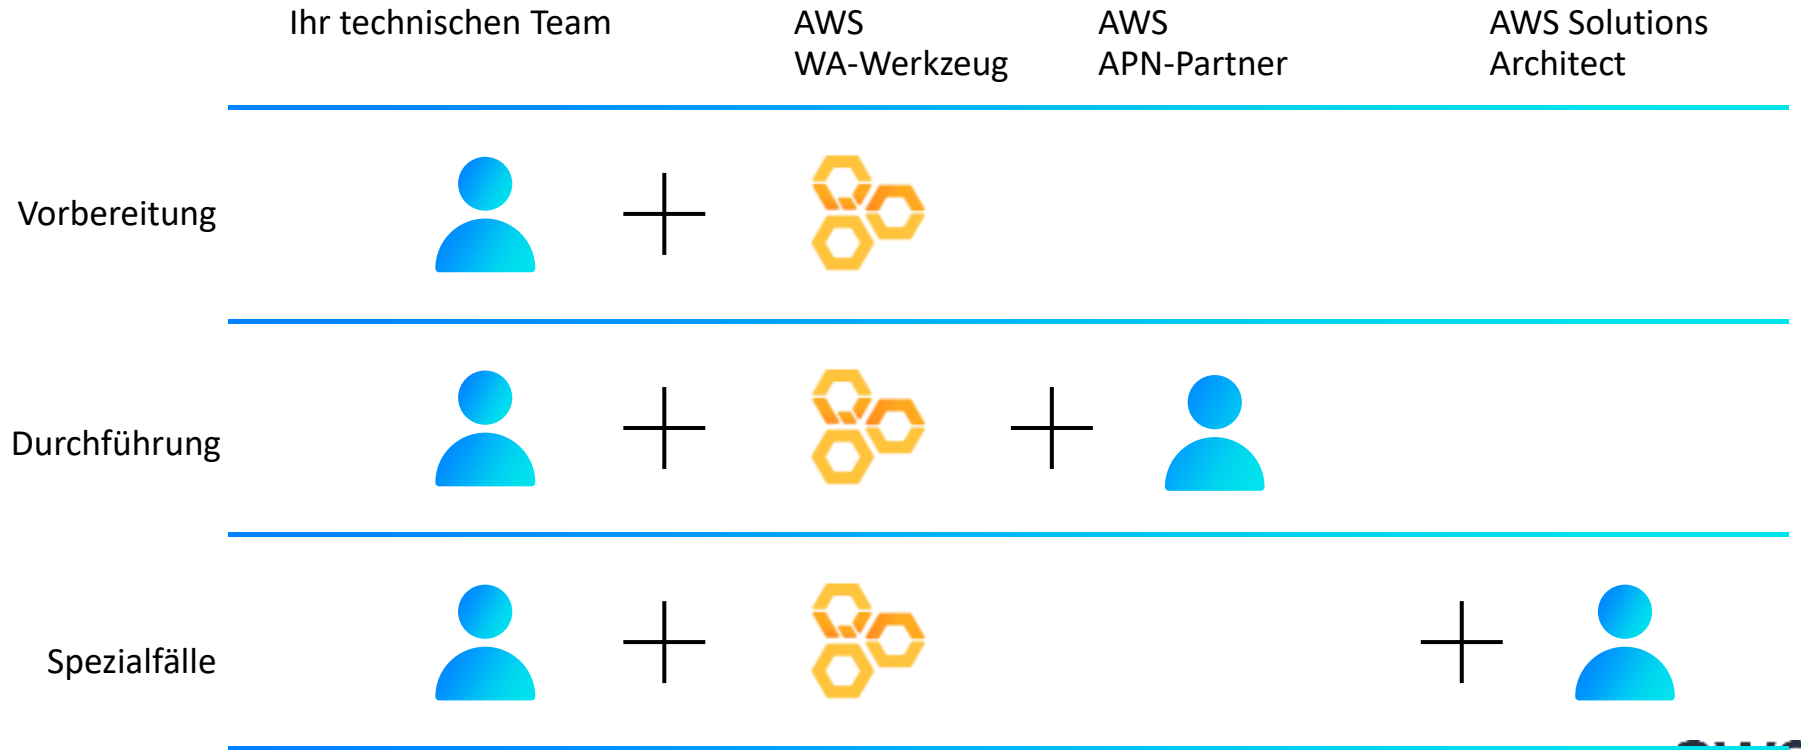 Ihr technischen Team
AWS
WA-Werkzeug
AWS
APN-Partner
AWS Solutions
Architect
Vorbereitung
Durchführung
Spezialfälle